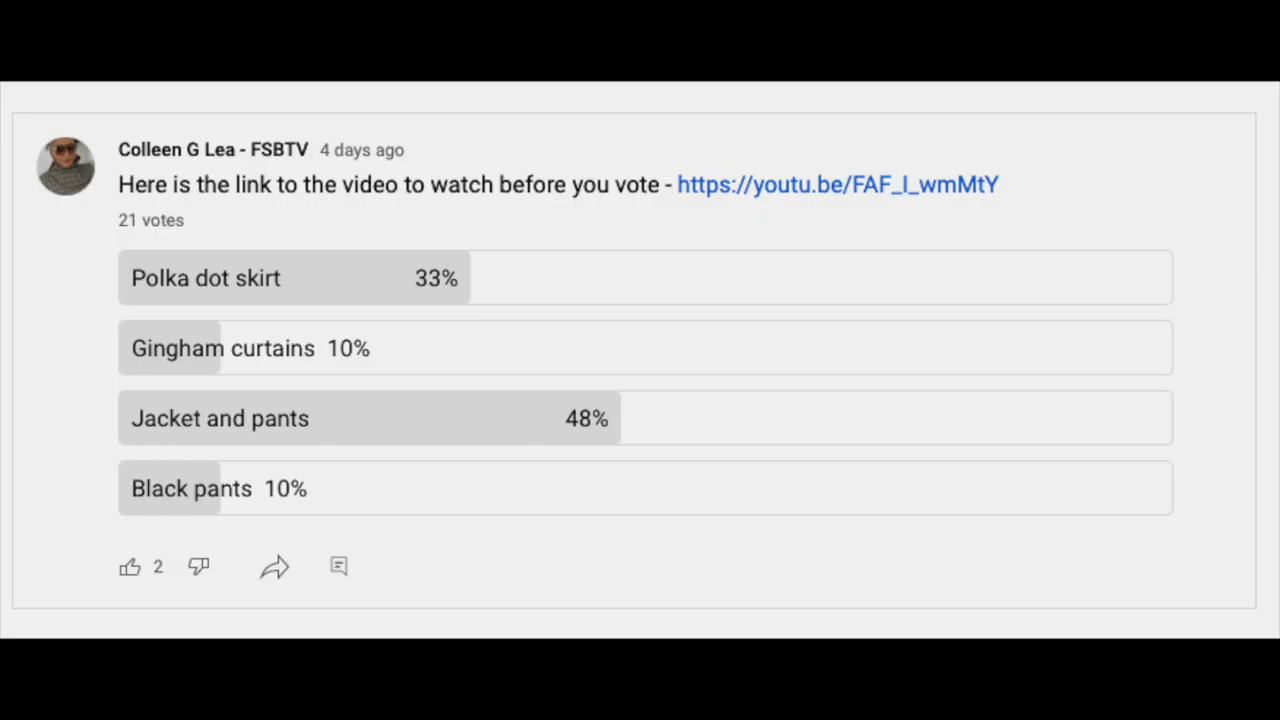 Colleen G Lea - FSBTV 4 days ago
Here is the link to the video to watch before you vote - https://youtu.be/FAF_I_wmMtY
21 votes
Polka dot skirt 33%
Gingham curtains 10%
Jacket and pants 48%
Black pants 10%
2